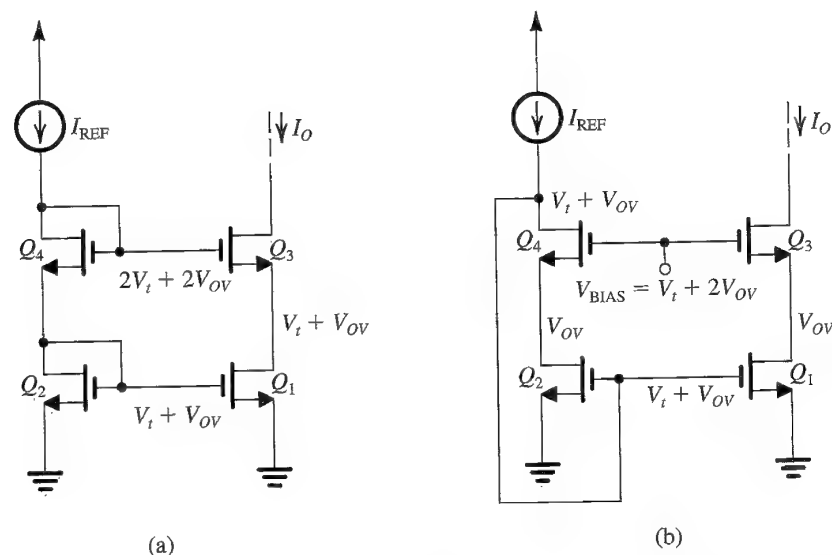 I_REF
I_O
Q_4
Q_3
2V_t + 2V_OV
V_t + V_OV
Q_2
Q_1
V_t + V_OV
(a)
I_REF
I_O
V_t + V_OV
Q_4
Q_3
V_BIAS = V_t + 2V_OV
V_OV
V_OV
Q_2
Q_1
V_t + V_OV
(b)